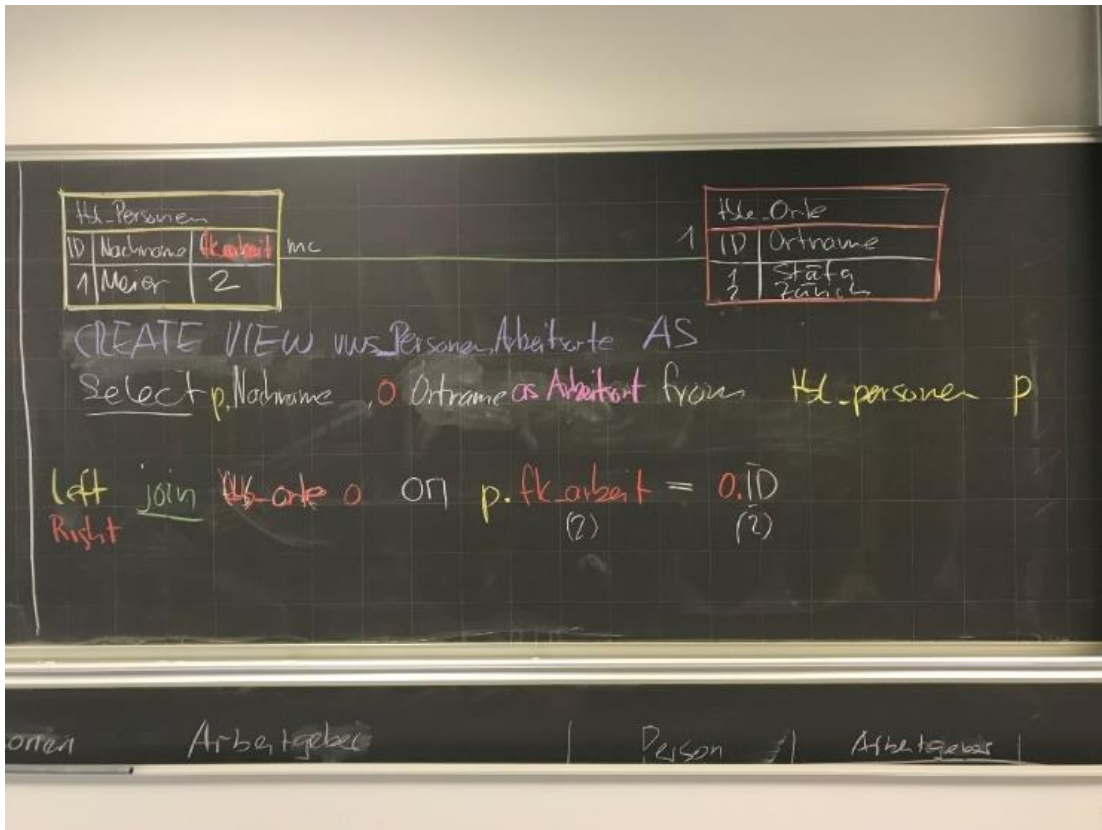 tbl_Personen
ID Nachname fk_arbeit mc
1 Meier 2
tbl_Orte
1 ID Ortname
1 Stäfa
2 Zürich
CREATE VIEW vws_Personen_Arbeitsorte AS
Select p.Nachname, o Ortname as Arbeitsort from tbl_personen p
left join tbl_orte o on p.fk_arbeit = o.ID
Right (2) (2)
Arbeitgeber Person Arbeitgeber